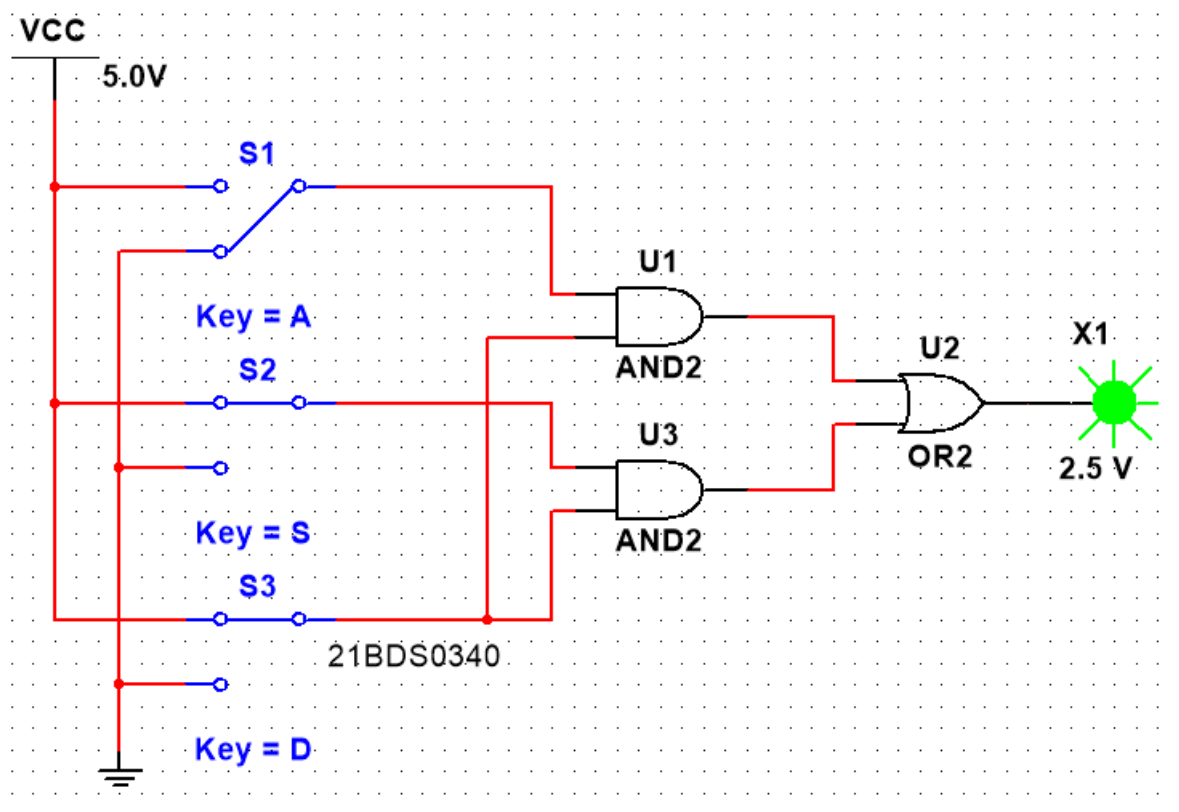 VCC
5.0V
S1
Key = A
U1
AND2
S2
U2
X1
U3
OR2
2.5 V
Key = S
AND2
S3
21BDS0340
Key = D